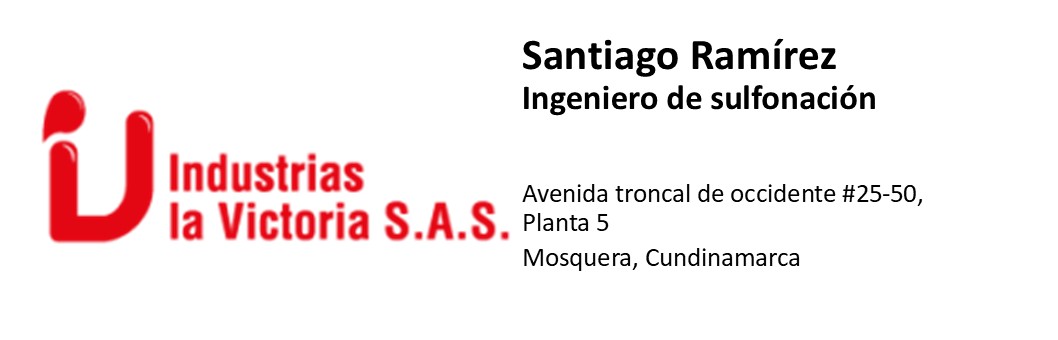 Santiago Ramírez
Ingeniero de sulfonación
Industrias
la Victoria S.A.S.
Avenida troncal de occidente #25-50,
Planta 5
Mosquera, Cundinamarca